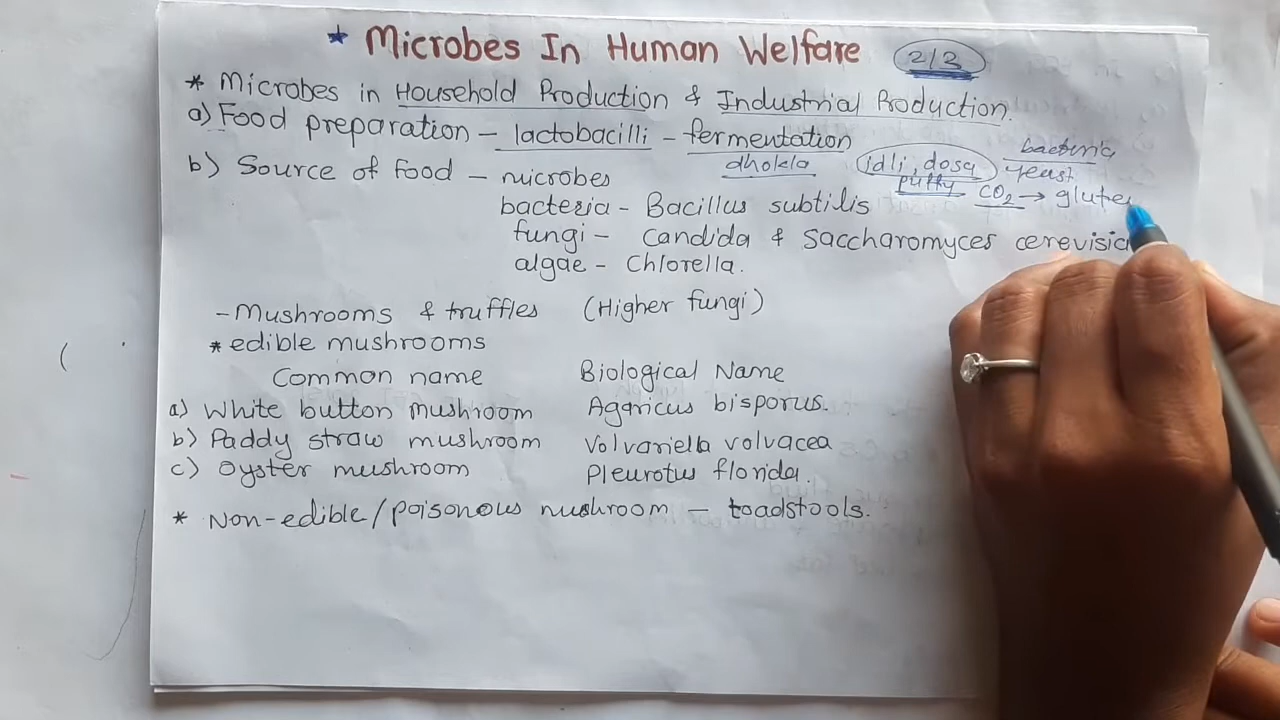 * Microbes In Human Welfare 2/2
* Microbes in Household Production & Industrial Production.
a) Food preparation - lactobacilli - fermentation
dhokla idli, dosa bacteria
puffy yeast
CO2 → gluten
b) Source of food - microbes
bacteria - Bacillus subtilis
fungi - Candida & Saccharomyces
algae - Chlorella.
- Mushrooms & truffles (Higher fungi)
* edible mushrooms
Common name Biological Name
a) White button mushroom Agaricus bisporus.
b) Paddy straw mushroom Volvariella volvacea
c) Oyster mushroom Pleurotus florida.
* Non-edible/poisonous mushroom - toadstools.